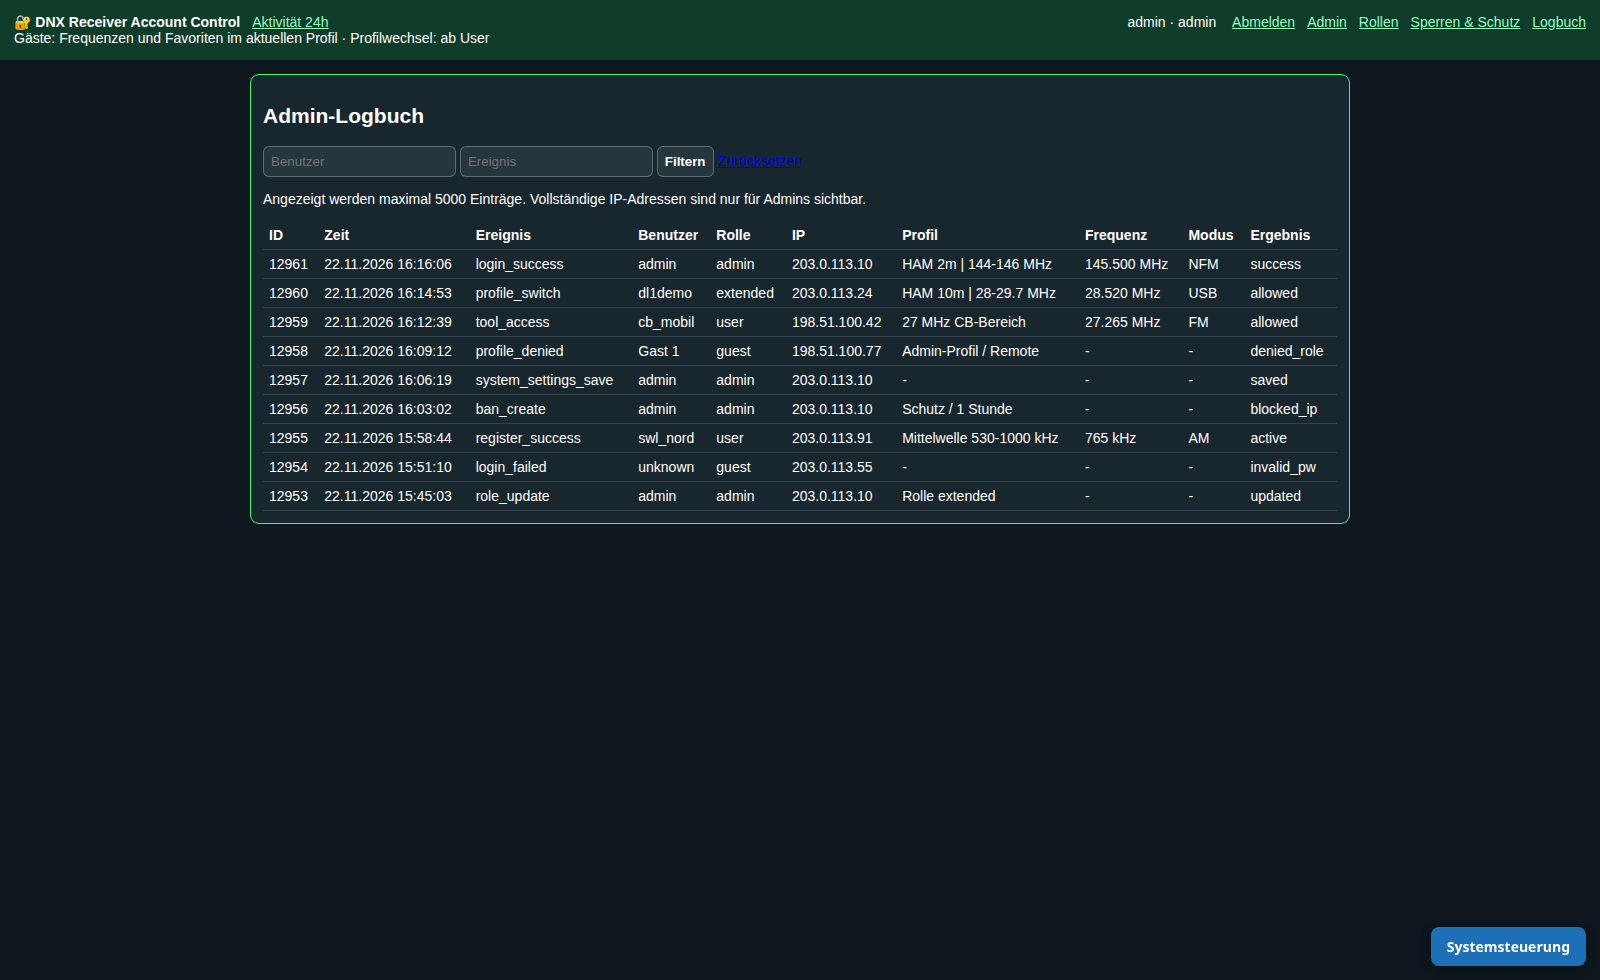 🔐 DNX Receiver Account Control Aktivität 24h admin · admin Abmelden Admin Rollen Sperren & Schutz Logbuch
Gäste: Frequenzen und Favoriten im aktuellen Profil · Profilwechsel: ab User
Admin-Logbuch
Benutzer Ereignis Filtern Zurücksetzen
Angezeigt werden maximal 5000 Einträge. Vollständige IP-Adressen sind nur für Admins sichtbar.
ID Zeit Ereignis Benutzer Rolle IP Profil Frequenz Modus Ergebnis
12961 22.11.2026 16:16:06 login_success admin admin 203.0.113.10 HAM 2m | 144-146 MHz 145.500 MHz NFM success
12960 22.11.2026 16:14:53 profile_switch dl1demo extended 203.0.113.24 HAM 10m | 28-29.7 MHz 28.520 MHz USB allowed
12959 22.11.2026 16:12:39 tool_access cb_mobil user 198.51.100.42 27 MHz CB-Bereich 27.265 MHz FM allowed
12958 22.11.2026 16:09:12 profile_denied Gast 1 guest 198.51.100.77 Admin-Profil / Remote - - denied_role
12957 22.11.2026 16:06:19 system_settings_save admin admin 203.0.113.10 - - - saved
12956 22.11.2026 16:03:02 ban_create admin admin 203.0.113.10 Schutz / 1 Stunde - - blocked_ip
12955 22.11.2026 15:58:44 register_success swl_nord user 203.0.113.91 Mittelwelle 530-1000 kHz 765 kHz AM active
12954 22.11.2026 15:51:10 login_failed unknown guest 203.0.113.55 - - - invalid_pw
12953 22.11.2026 15:45:03 role_update admin admin 203.0.113.10 Rolle extended - - updated
Systemsteuerung